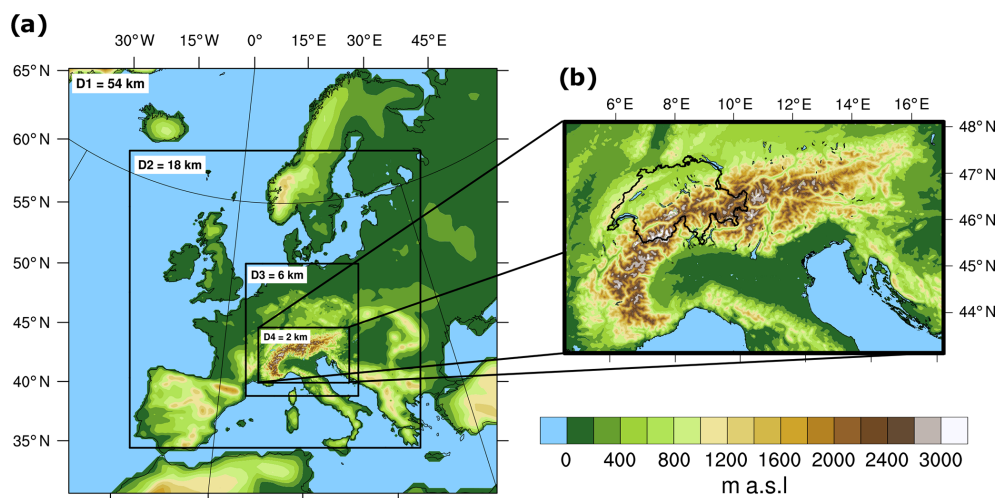 (a)
30°W 15°W 0° 15°E 30°E 45°E
65°N
D1 = 54 km
60°N
D2 = 18 km
55°N
50°N
D3 = 6 km
45°N
D4 = 2 km
40°N
35°N
(b)
6°E 8°E 10°E 12°E 14°E 16°E
48°N
47°N
46°N
45°N
44°N
0 400 800 1200 1600 2000 2400 3000
m a.s.l